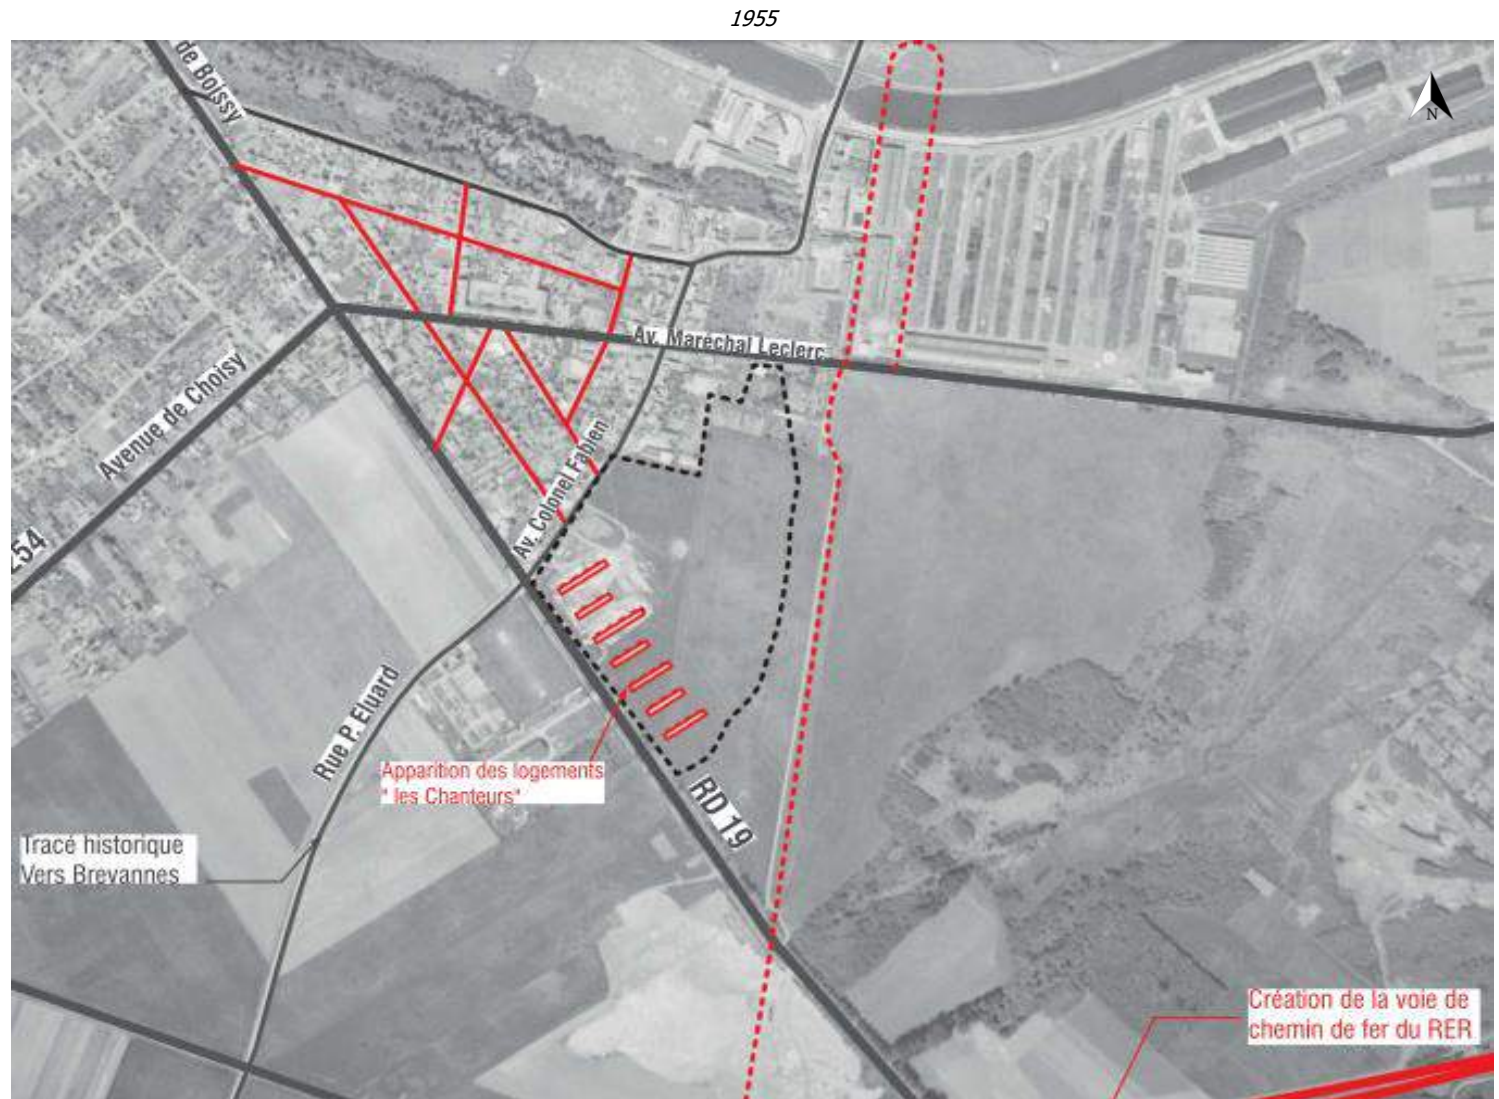 1955
de Boissy
N
Av. Maréchal Leclerc
Avenue de Choisy
Av. Colonel Fabien
254
Rue P. Eluard
Apparition des logements
" les Chanteurs"
RD 19
Tracé historique
Vers Brevannes
Création de la voie de
chemin de fer du RER